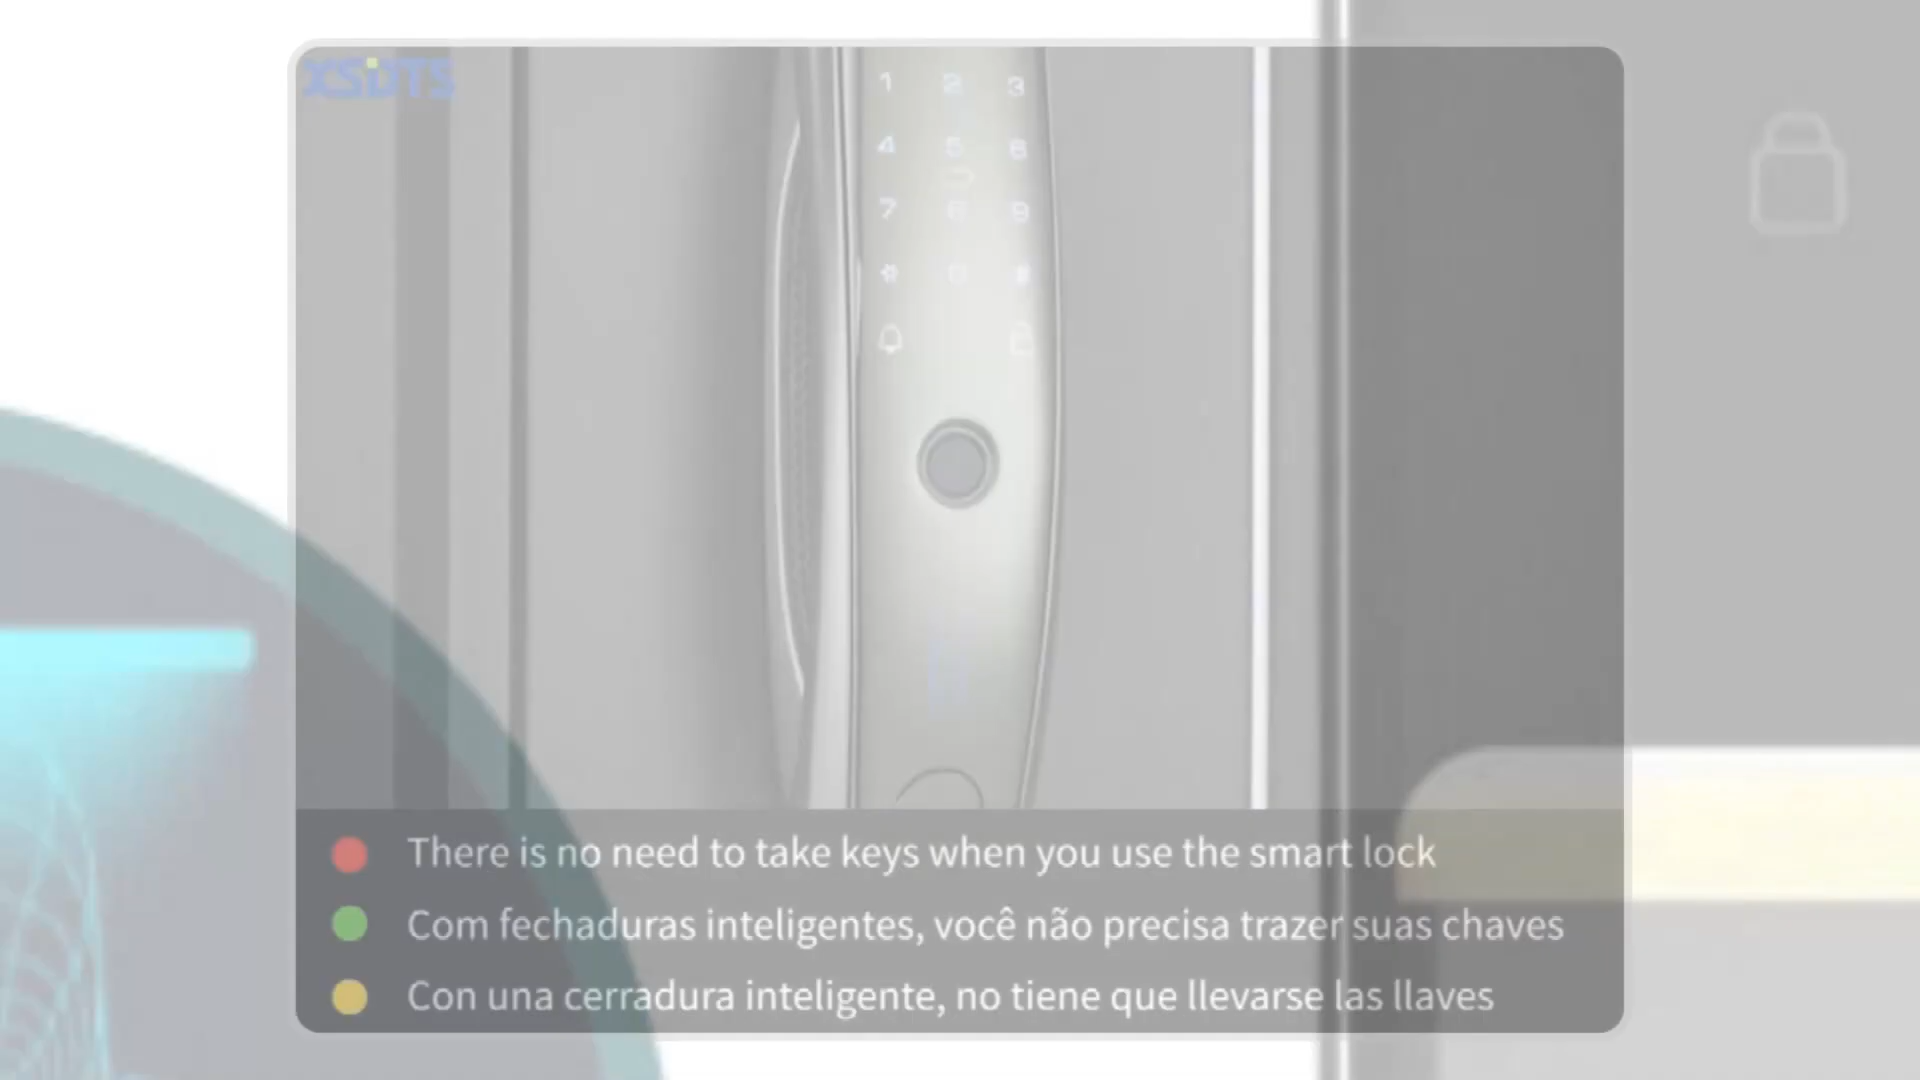 XSDTS
1 2 3
4 5 6
7 8 9
* 0 #
There is no need to take keys when you use the smart lock
Com fechaduras inteligentes, você não precisa trazer suas chaves
Con una cerradura inteligente, no tiene que llevarse las llaves